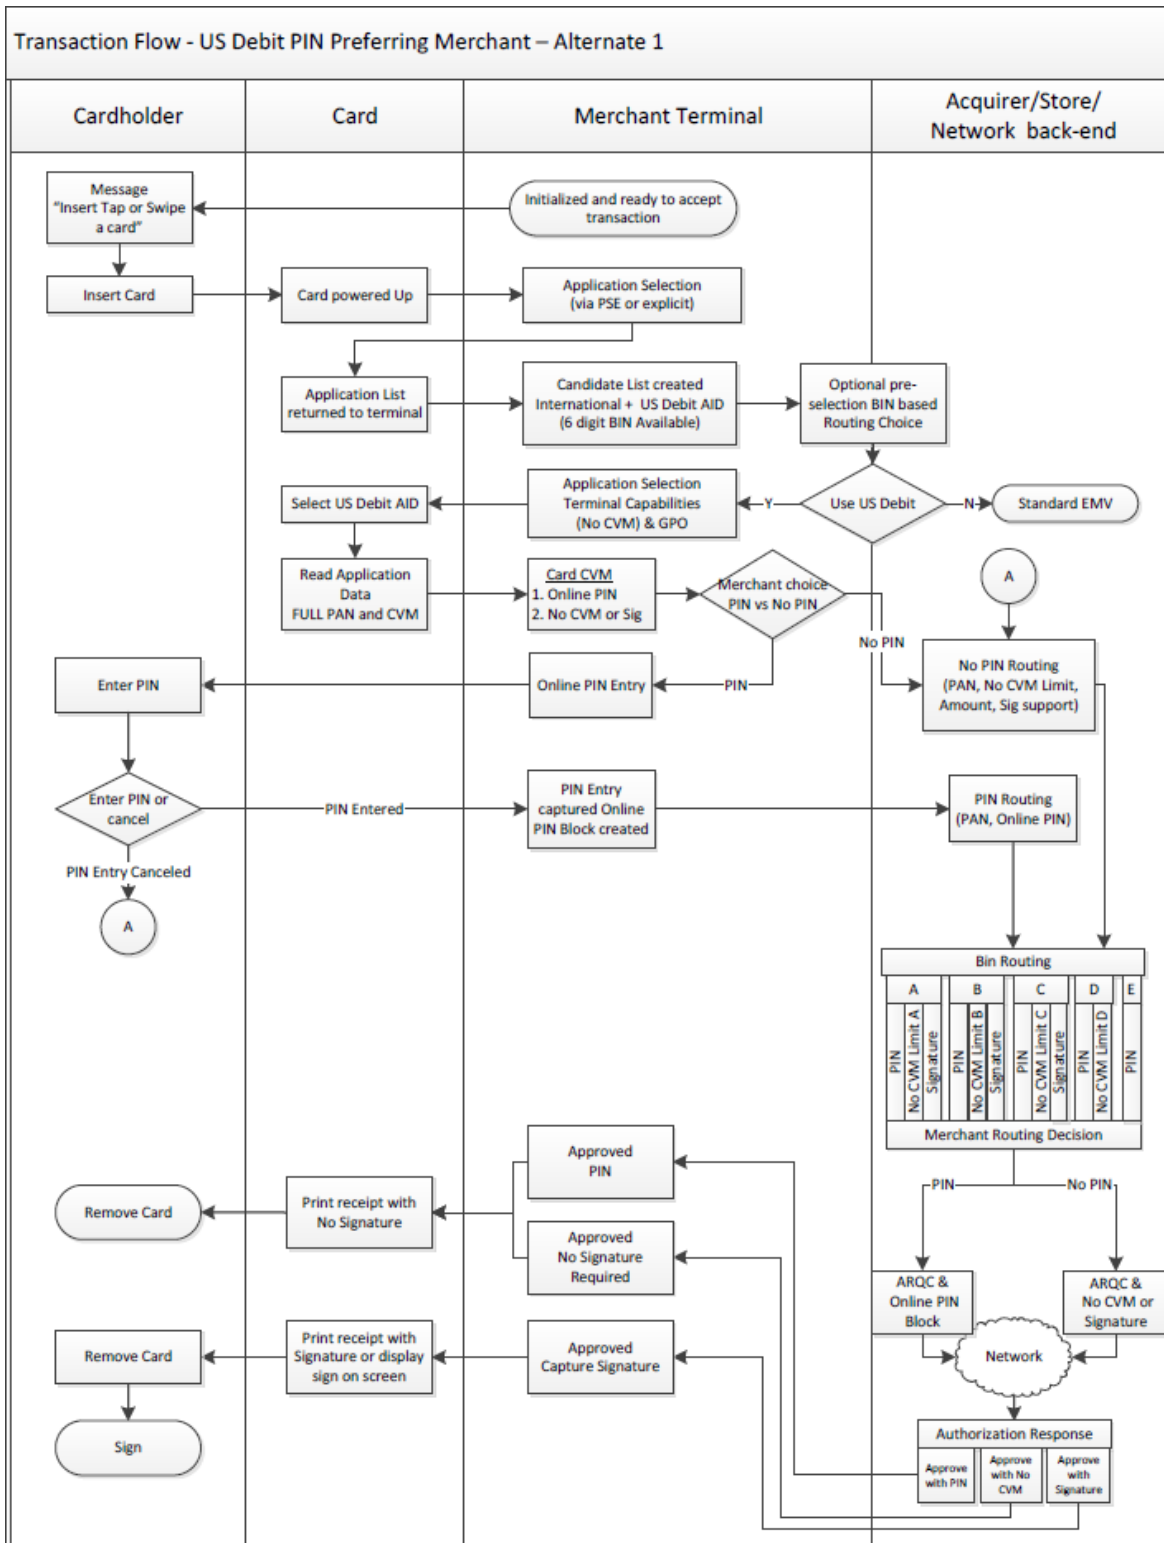 Transaction Flow - US Debit PIN Preferring Merchant – Alternate 1
Cardholder
Card
Merchant Terminal
Acquirer/Store/
Network back-end
Message
“Insert Tap or Swipe
a card”
Initialized and ready to accept
transaction
Insert Card
Card powered Up
Application Selection
(via PSE or explicit)
Application List
returned to terminal
Candidate List created
International + US Debit AID
(6 digit BIN Available)
Optional pre-
selection BIN based
Routing Choice
Select US Debit AID
Application Selection
Terminal Capabilities
(No CVM) & GPO
Y
Use US Debit
N
Standard EMV
Read Application
Data
FULL PAN and CVM
Card CVM
1. Online PIN
2. No CVM or Sig
Merchant choice
PIN vs No PIN
A
No PIN
Enter PIN
Online PIN Entry
PIN
No PIN Routing
(PAN, No CVM Limit,
Amount, Sig support)
Enter PIN or
cancel
PIN Entered
PIN Entry
captured Online
PIN Block created
PIN Routing
(PAN, Online PIN)
PIN Entry Canceled
A
Bin Routing
A
B
C
D
E
PIN
No CVM Limit A
Signature
PIN
No CVM Limit B
Signature
PIN
No CVM Limit C
Signature
PIN
No CVM Limit D
PIN
Merchant Routing Decision
PIN
No PIN
Remove Card
Print receipt with
No Signature
Approved
PIN
Approved
No Signature
Required
ARQC &
Online PIN
Block
ARQC &
No CVM or
Signature
Remove Card
Print receipt with
Signature or display
sign on screen
Approved
Capture Signature
Network
Sign
Authorization Response
Approve
with PIN
Approve
with No
CVM
Approve
with
Signature